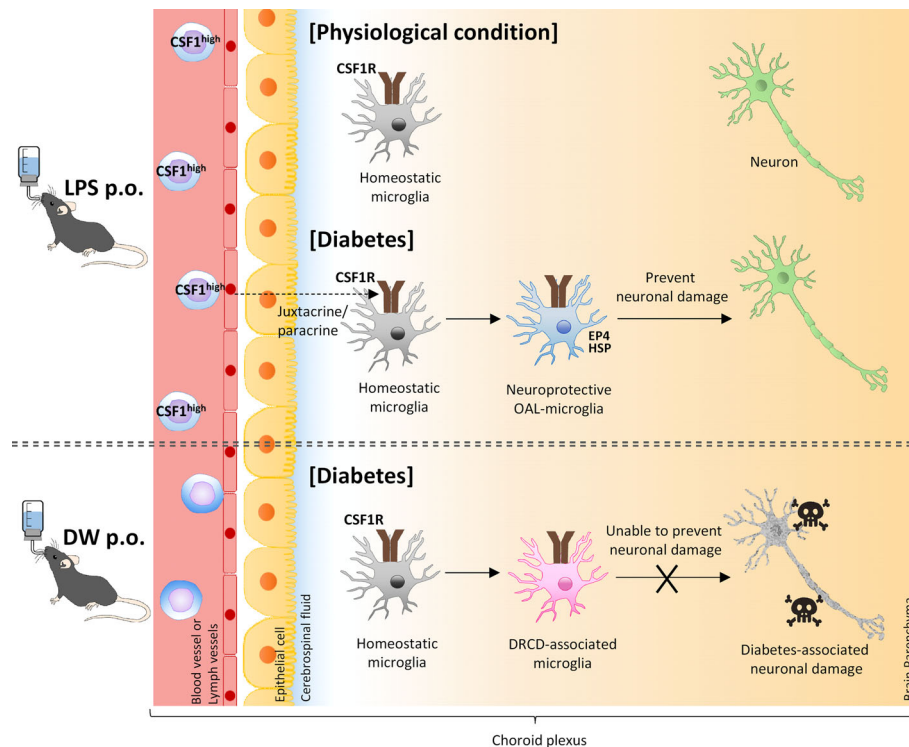 CSF1high
[Physiological condition]
CSF1R
Homeostatic
microglia
Neuron
LPS p.o.
CSF1high
[Diabetes]
CSF1R
CSF1high
Juxtacrine/
paracrine
Homeostatic
microglia
EP4
HSP
Neuroprotective
OAL-microglia
Prevent
neuronal damage
CSF1high
[Diabetes]
DW p.o.
CSF1R
Homeostatic
microglia
DRCD-associated
microglia
Unable to prevent
neuronal damage
Diabetes-associated
neuronal damage
Blood vessel or
Lymph vessels
Epithelial cell
Cerebrospinal fluid
Brain Paronchyma
Choroid plexus